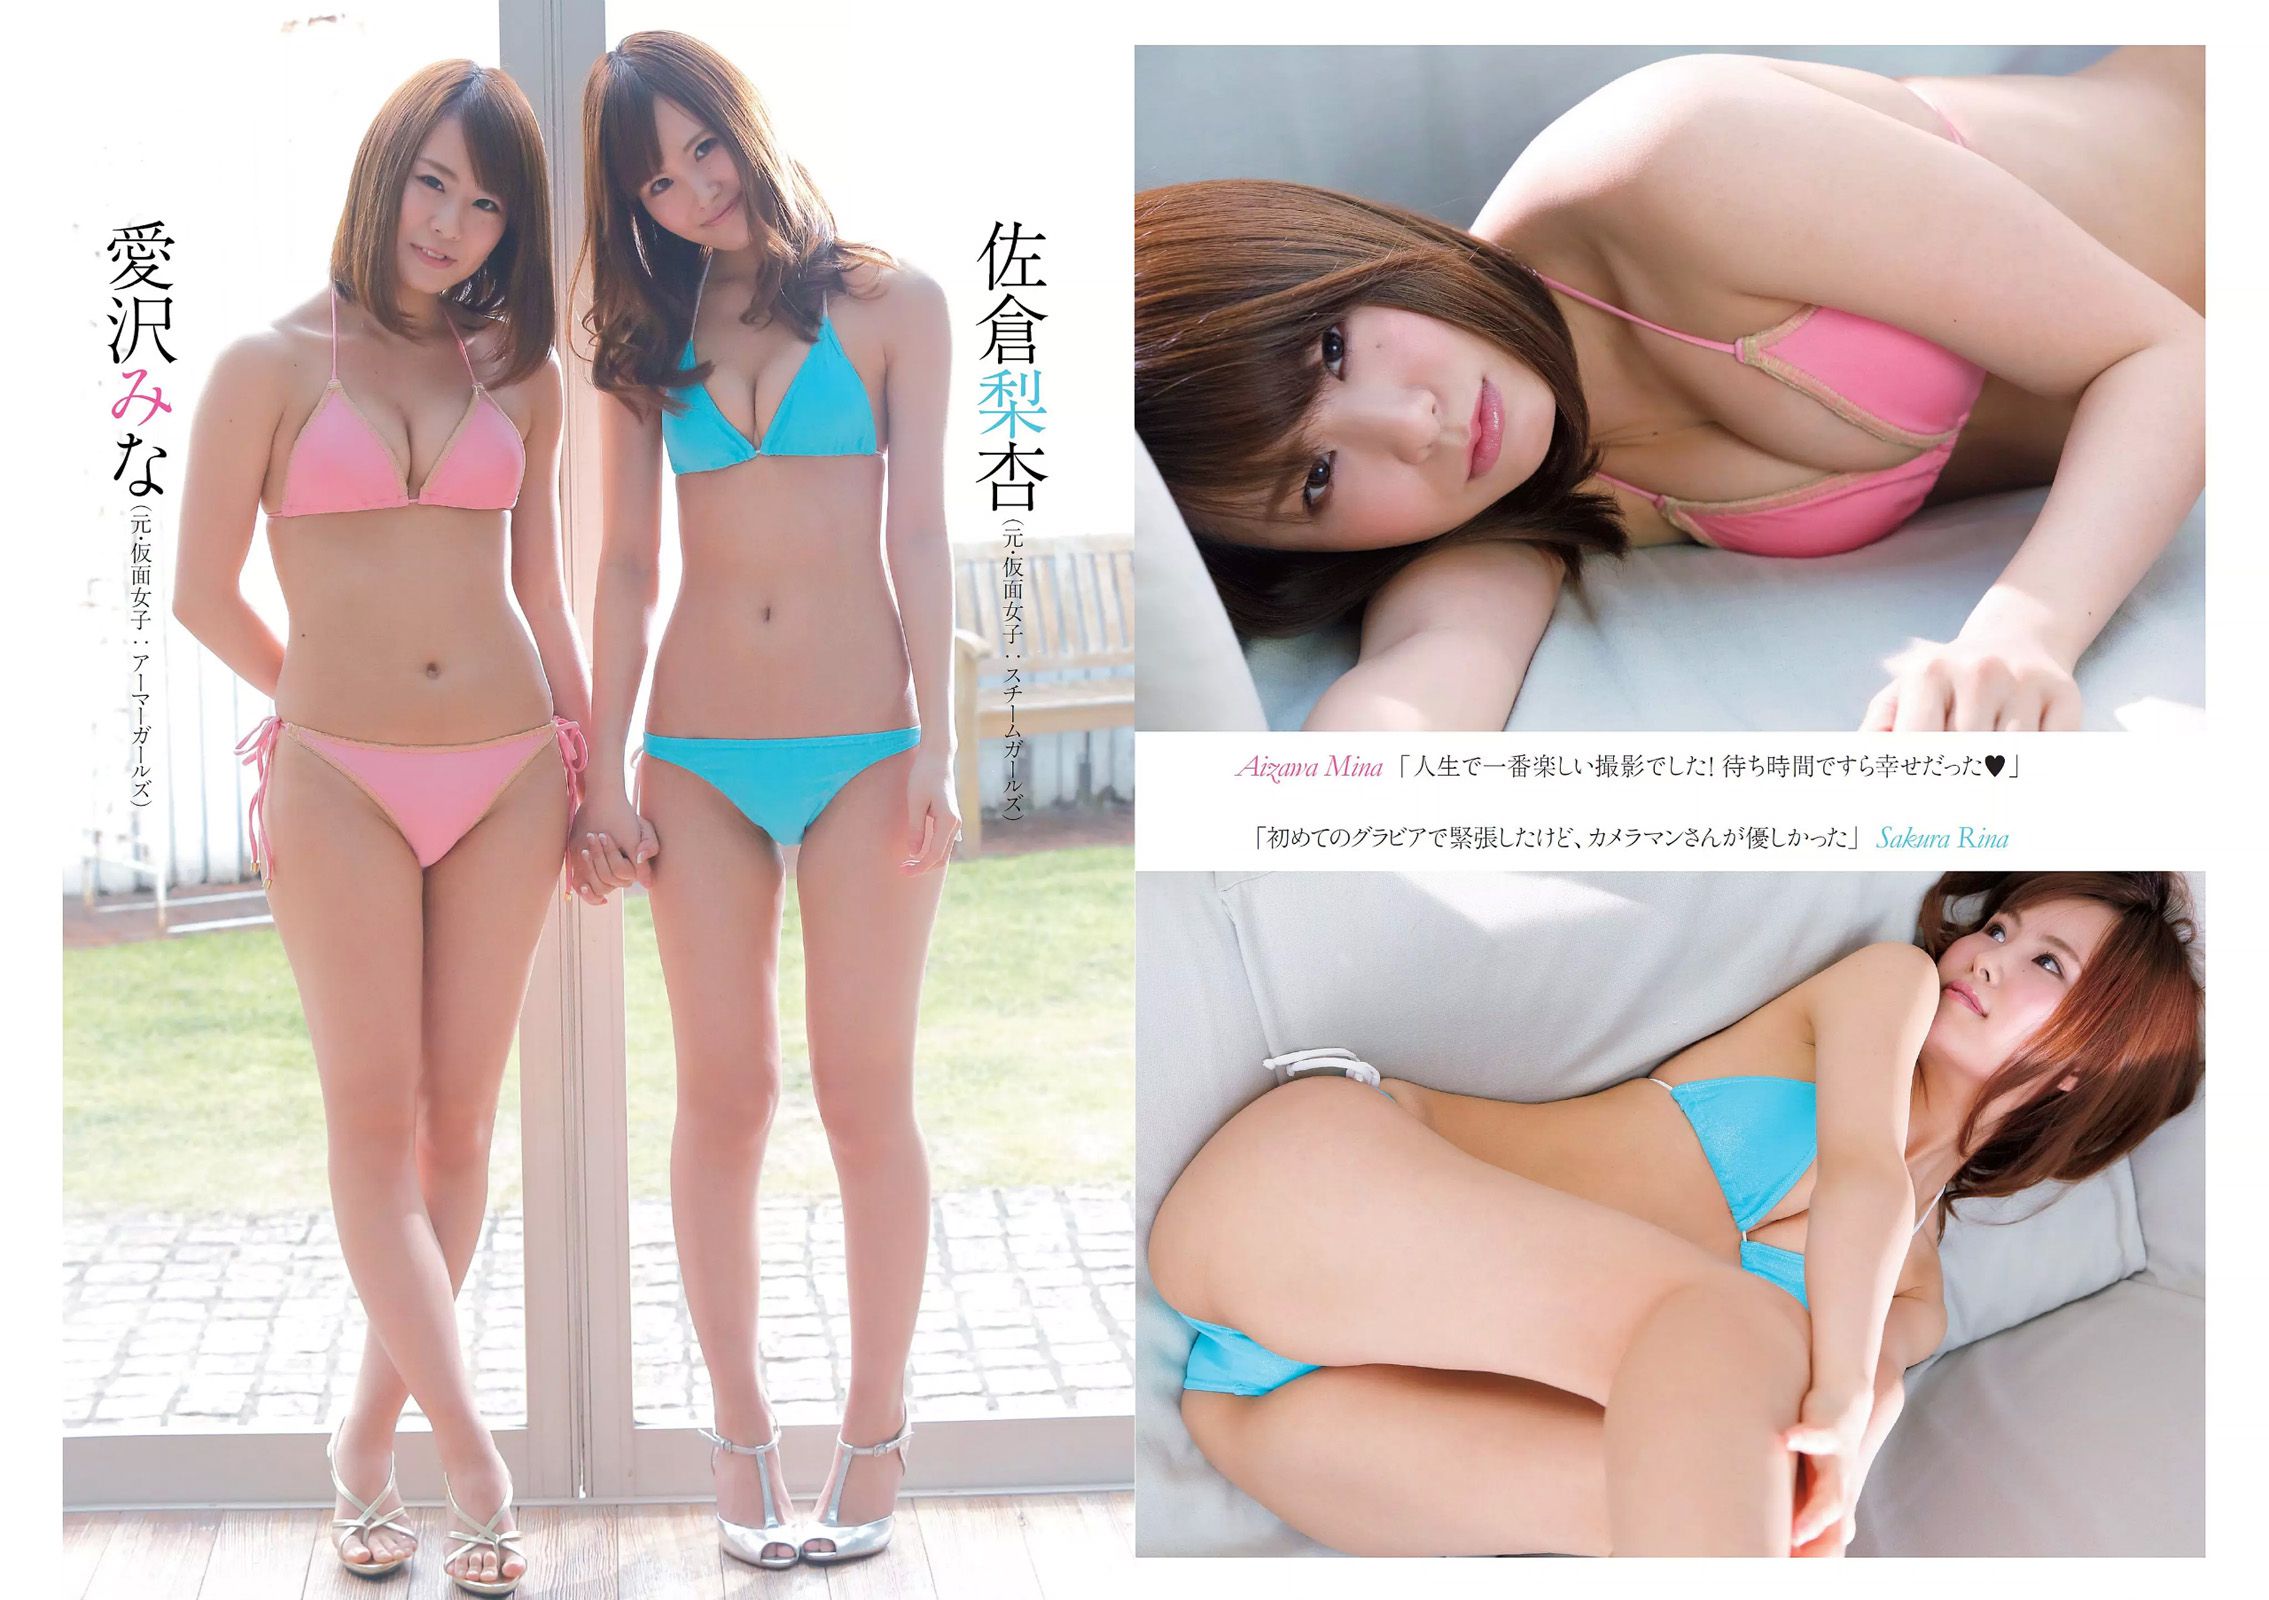 佐倉梨杏
（元・仮面女子：スチームガールズ）
愛沢みな
（元・仮面女子：アーマーガールズ）
Aizawa Mina 「人生で一番楽しい撮影でした！待ち時間ですら幸せだった♥」
「初めてのグラビアで緊張したけど、カメラマンさんが優しかった」 Sakura Rina